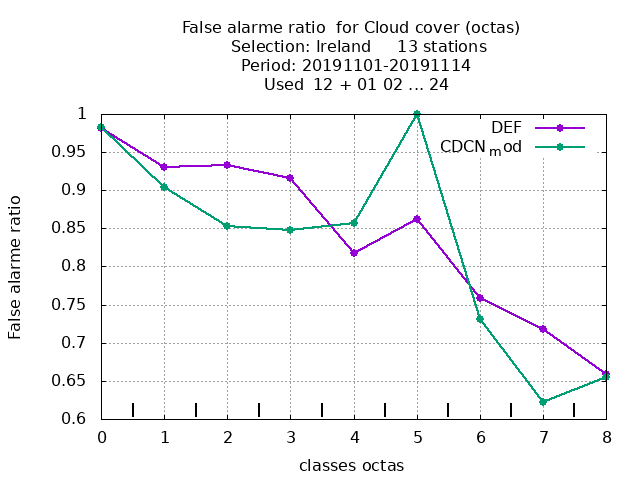 False alarme ratio  for Cloud cover (octas)
Selection: Ireland     13 stations
Period: 20191101-20191114
Used  12 + 01 02 ... 24
DEF
CDCN_mod
False alarme ratio
1
0.95
0.9
0.85
0.8
0.75
0.7
0.65
0.6
0 1 2 3 4 5 6 7 8
classes octas